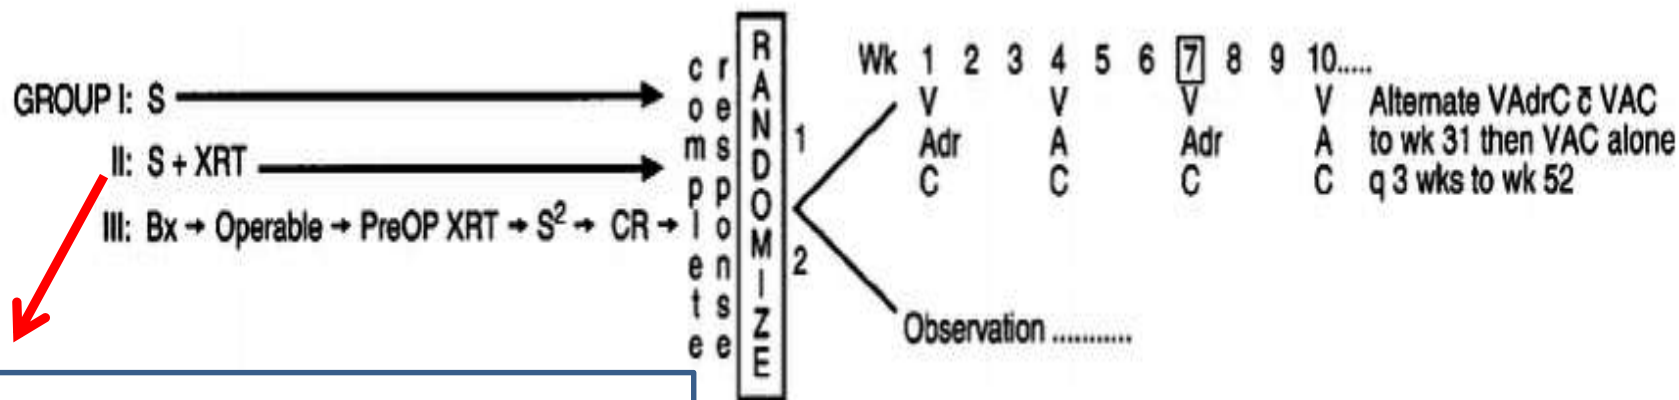 GROUP I: S
II: S + XRT
III: Bx → Operable → PreOP XRT → S² → CR →
complete
response
RANDOMIZE
1
2
Wk 1 2 3 4 5 6 7 8 9 10.....
V V V V Alternate VAdrC c̄ VAC
Adr A Adr A to wk 31 then VAC alone
C C C C q 3 wks to wk 52
Observation ...........